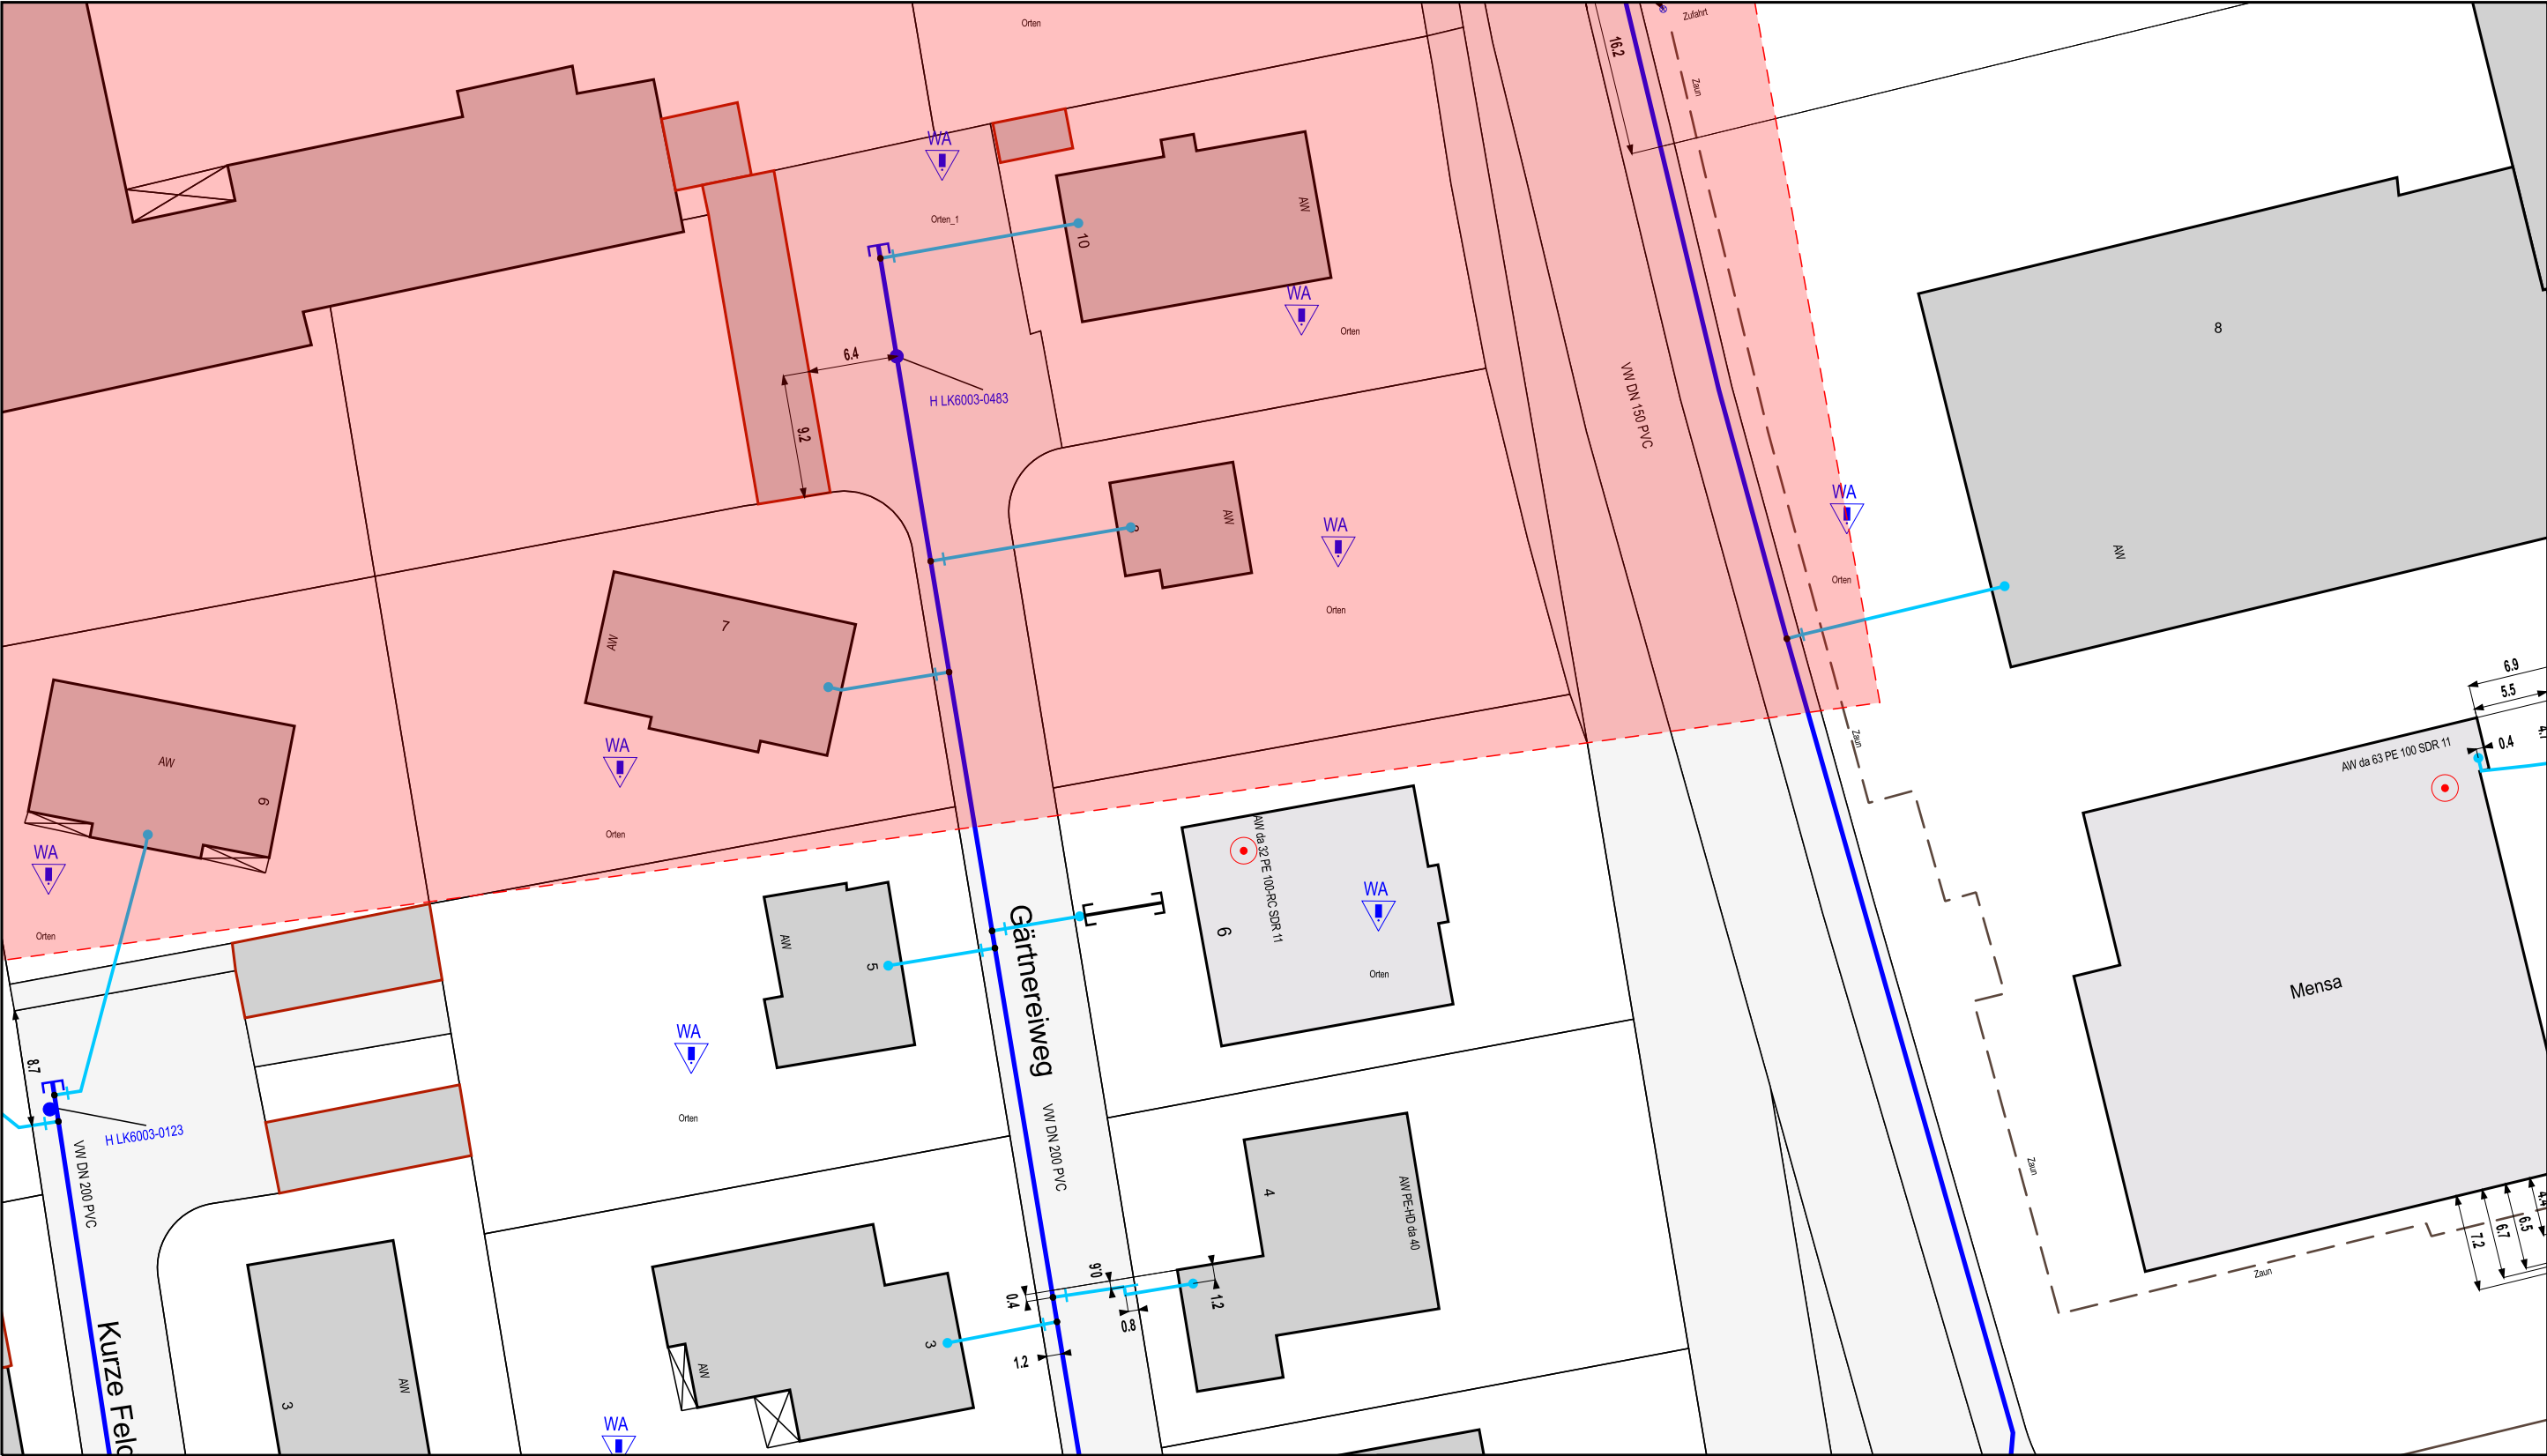 Orten
Zufahrt
16.2
Zaun
WA
Orten_1
AW
10
WA
Orten
8
6.4
H LK6003-0483
9.2
VW DN 150 PVC
AW
WA
Orten
WA
Orten
AW
7
AW
WA
Orten
AW
9
WA
Orten
6.9
5.5
0.4
AW da 63 PE 100 SDR 11
Zaun
AW da 32 PE 100-RC SDR 11
6
WA
Orten
AW
5
Gärtnereiweg
Mensa
WA
Orten
8.7
H LK6003-0123
VW DN 200 PVC
VW DN 200 PVC
4
AW PE-HD da 40
Zaun
4.4
6.5
6.7
7.2
Zaun
0.6
0.4
1.2
0.8
1.2
3
AW
Kurze Feld
3
AW
WA